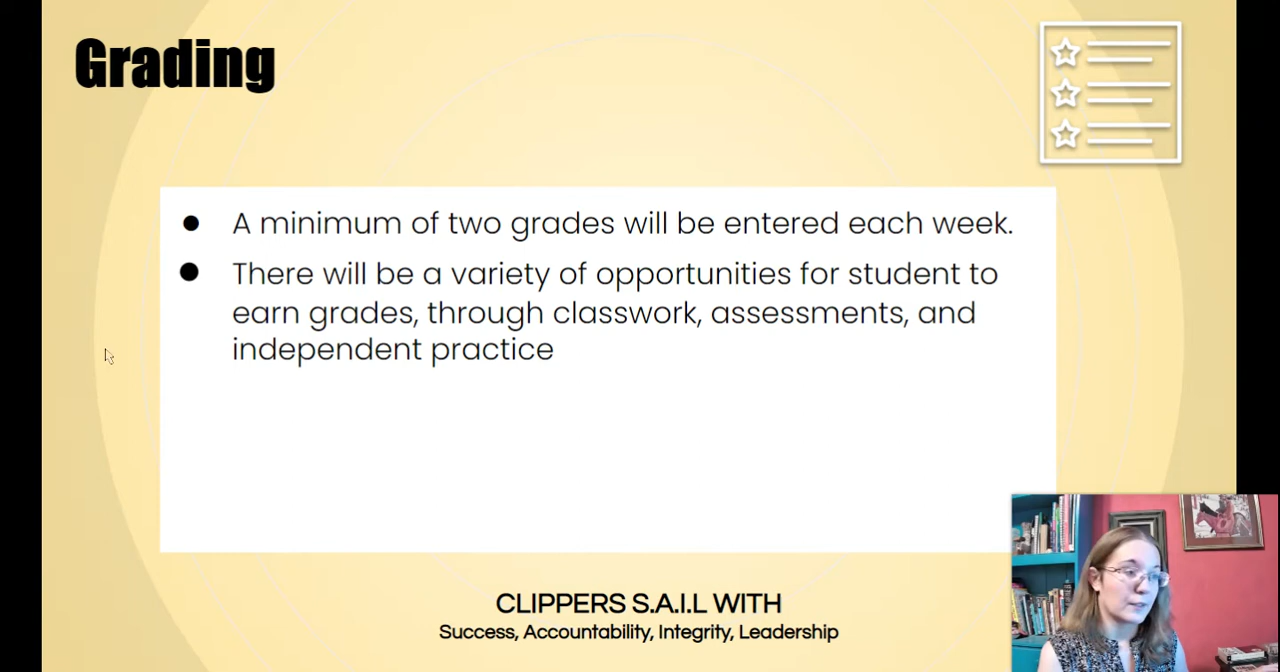 Grading
● A minimum of two grades will be entered each week.
● There will be a variety of opportunities for student to
earn grades, through classwork, assessments, and
independent practice
CLIPPERS S.A.I.L WITH
Success, Accountability, Integrity, Leadership